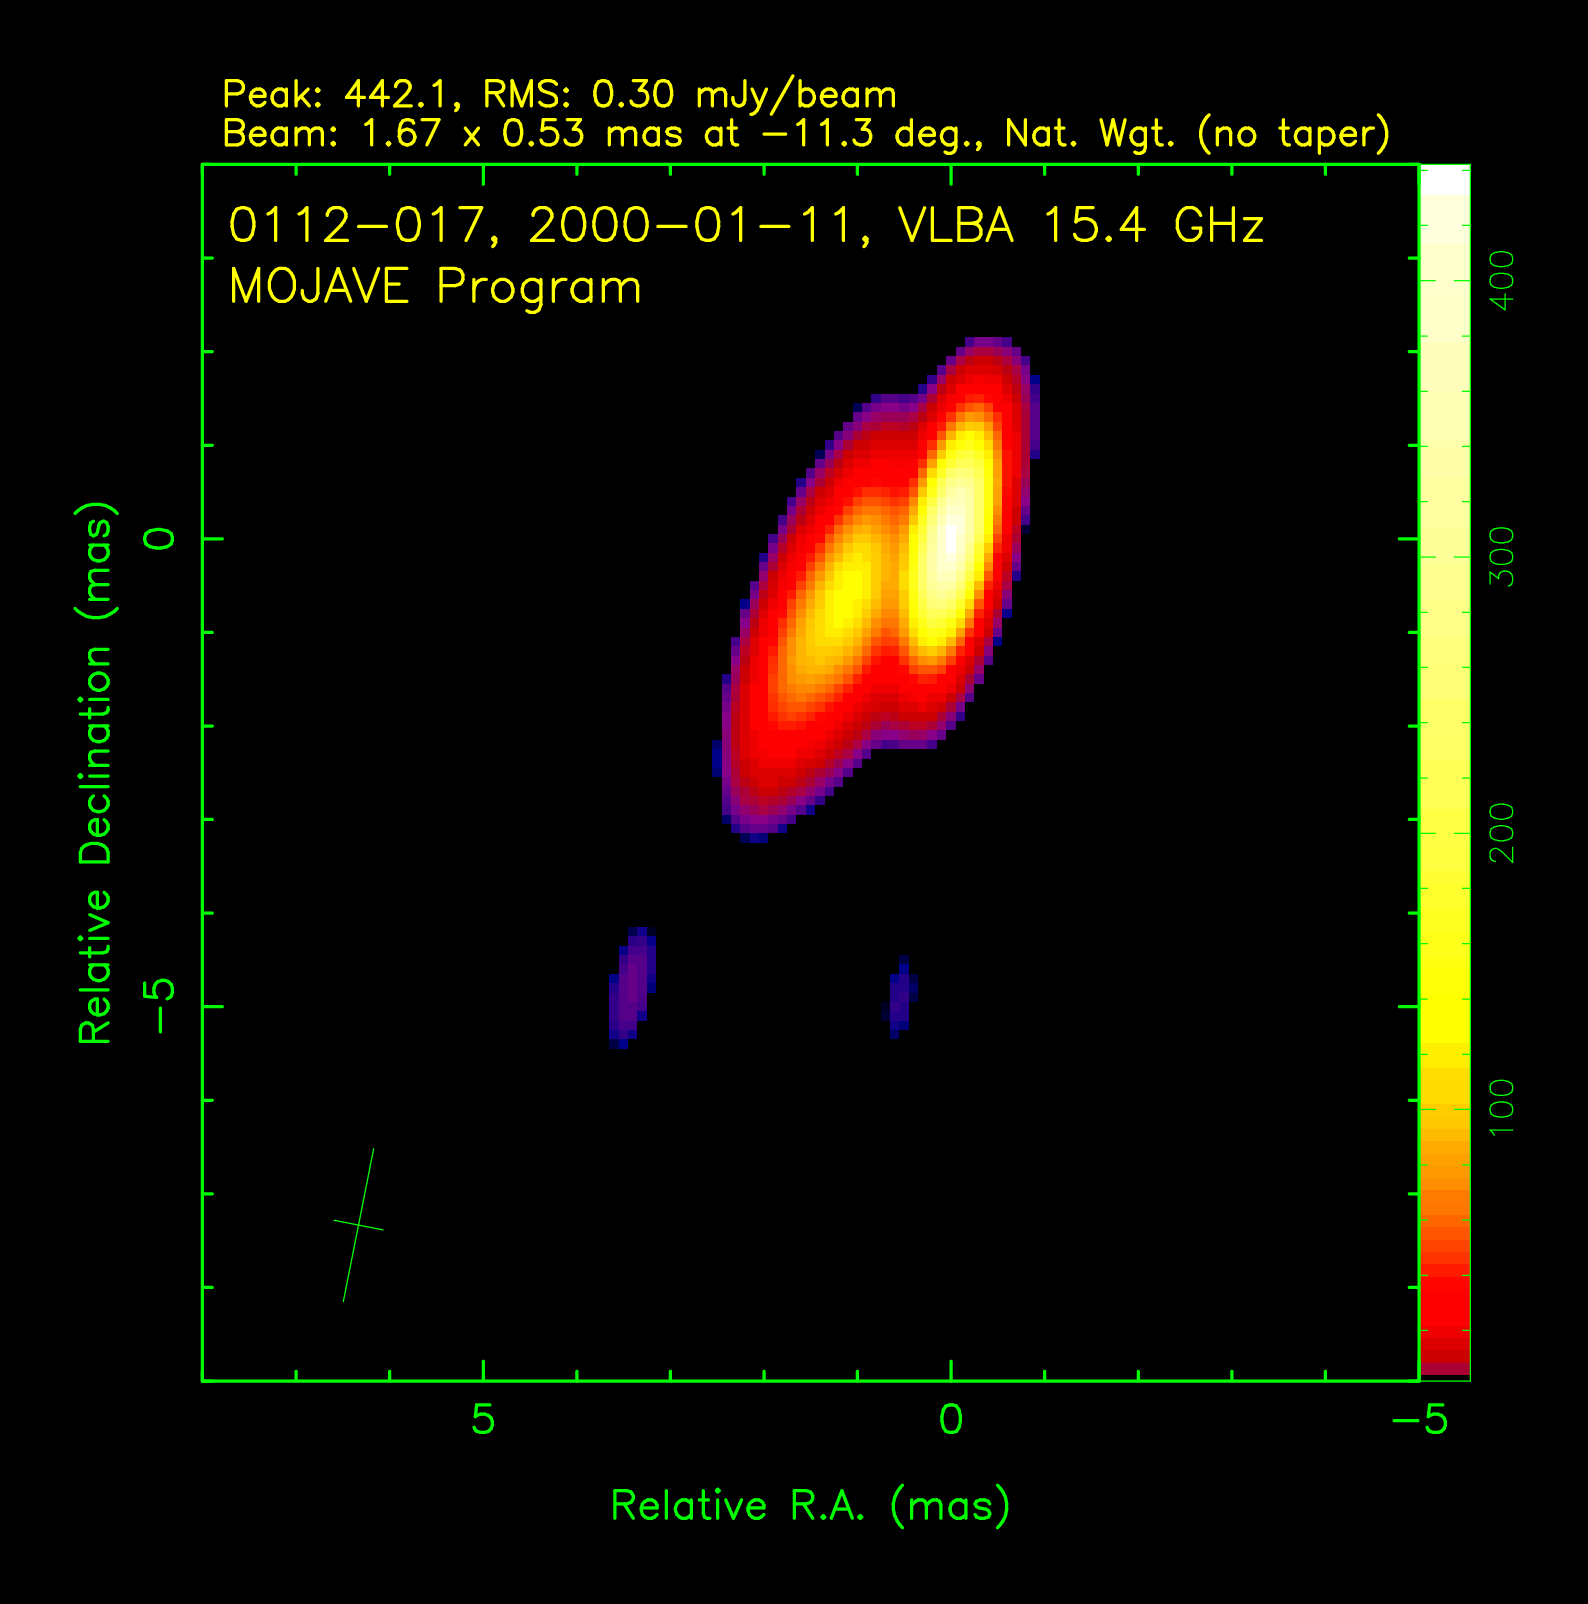 Peak: 442.1, RMS: 0.30 mJy/beam
Beam: 1.67 x 0.53 mas at −11.3 deg., Nat. Wgt. (no taper)
0112−017, 2000−01−11, VLBA 15.4 GHz
MOJAVE Program
Relative Declination (mas)
0
−5
400
300
200
100
5
0
−5
Relative R.A. (mas)